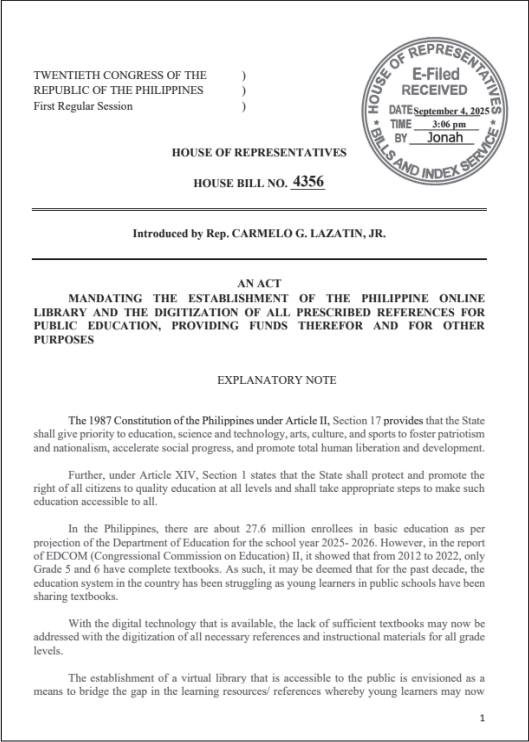 TWENTIETH CONGRESS OF THE )
REPUBLIC OF THE PHILIPPINES )
First Regular Session )
HOUSE OF REPRESENTATIVES
E-Filed
RECEIVED
DATE September 4, 2025
TIME 3:06 pm
BY Jonah
* BILLS AND INDEX SERVICE *
HOUSE OF REPRESENTATIVES
HOUSE BILL NO. 4356
Introduced by Rep. CARMELO G. LAZATIN, JR.
AN ACT
MANDATING THE ESTABLISHMENT OF THE PHILIPPINE ONLINE
LIBRARY AND THE DIGITIZATION OF ALL PRESCRIBED REFERENCES FOR
PUBLIC EDUCATION, PROVIDING FUNDS THEREFOR AND FOR OTHER
PURPOSES
EXPLANATORY NOTE
The 1987 Constitution of the Philippines under Article II, Section 17 provides that the State
shall give priority to education, science and technology, arts, culture, and sports to foster patriotism
and nationalism, accelerate social progress, and promote total human liberation and development.
Further, under Article XIV, Section 1 states that the State shall protect and promote the
right of all citizens to quality education at all levels and shall take appropriate steps to make such
education accessible to all.
In the Philippines, there are about 27.6 million enrollees in basic education as per
projection of the Department of Education for the school year 2025- 2026. However, in the report
of EDCOM (Congressional Commission on Education) II, it showed that from 2012 to 2022, only
Grade 5 and 6 have complete textbooks. As such, it may be deemed that for the past decade, the
education system in the country has been struggling as young learners in public schools have been
sharing textbooks.
With the digital technology that is available, the lack of sufficient textbooks may now be
addressed with the digitization of all necessary references and instructional materials for all grade
levels.
The establishment of a virtual library that is accessible to the public is envisioned as a
means to bridge the gap in the learning resources/ references whereby young learners may now
1